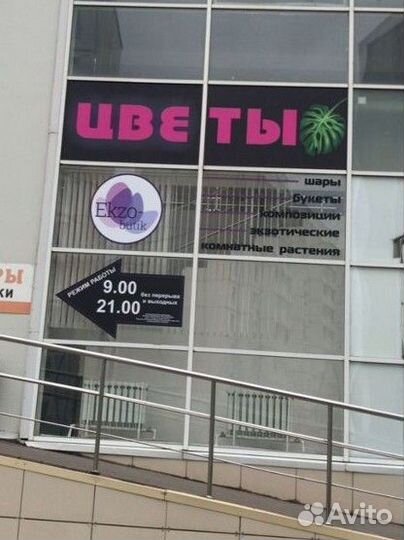 ЦВЕТЫ
шары
букеты
композиции
экзотические
комнатные растения
Ekzo-
butik
РЕЖИМ РАБОТЫ
9.00
21.00
без перерыва
и выходных
РЫ
КИ
Avito